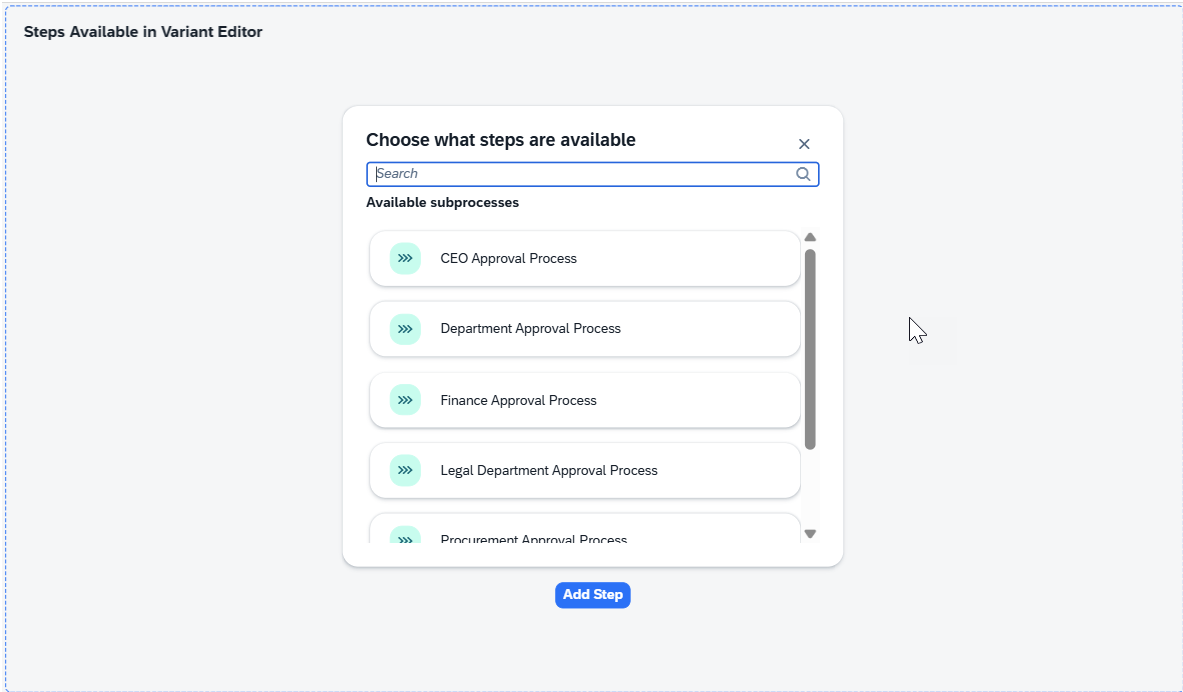 Steps Available in Variant Editor
Choose what steps are available
Search
Available subprocesses
CEO Approval Process
Department Approval Process
Finance Approval Process
Legal Department Approval Process
Procurement Approval Process
Add Step